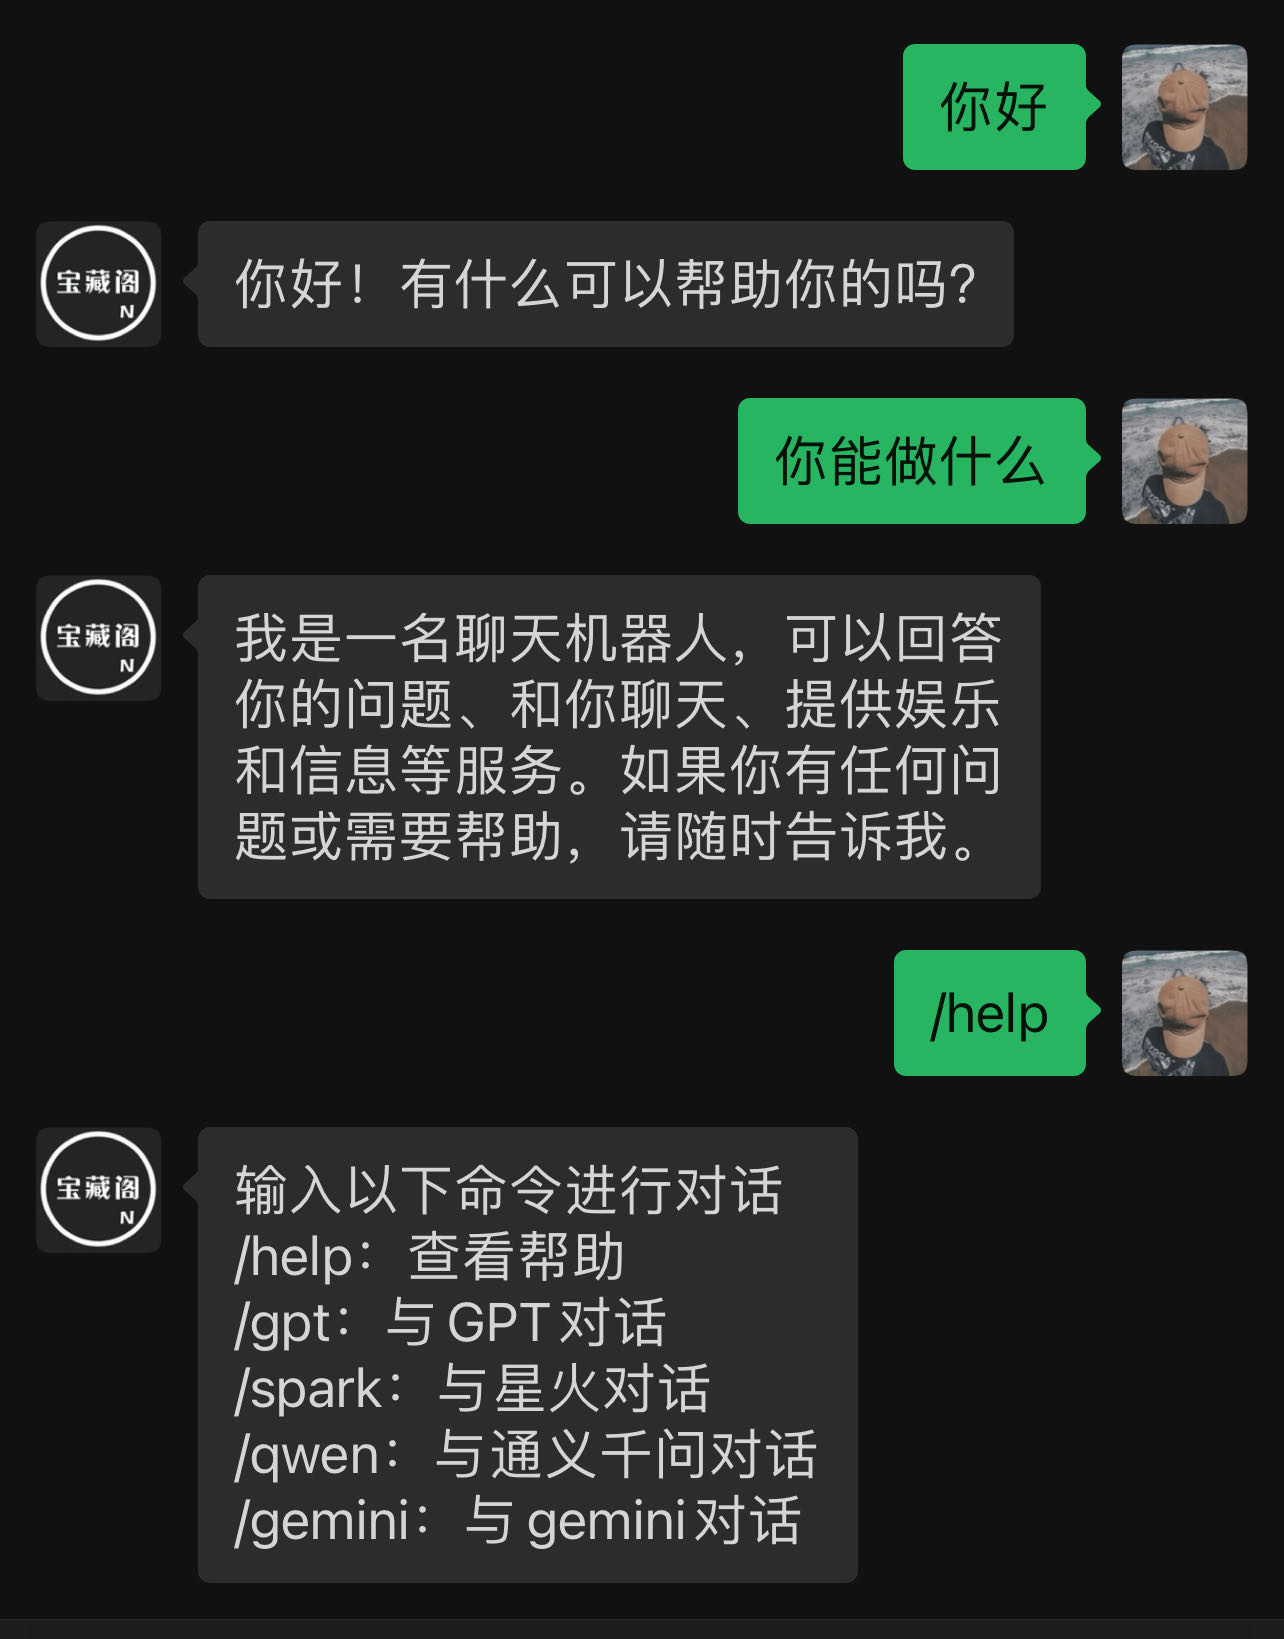 你好
宝藏阁
N
你好！有什么可以帮助你的吗?
你能做什么
宝藏阁
N
我是一名聊天机器人，可以回答
你的问题、和你聊天、提供娱乐
和信息等服务。如果你有任何问
题或需要帮助，请随时告诉我。
/help
宝藏阁
N
输入以下命令进行对话
/help：查看帮助
/gpt：与 GPT 对话
/spark：与星火对话
/qwen：与通义千问对话
/gemini：与 gemini 对话